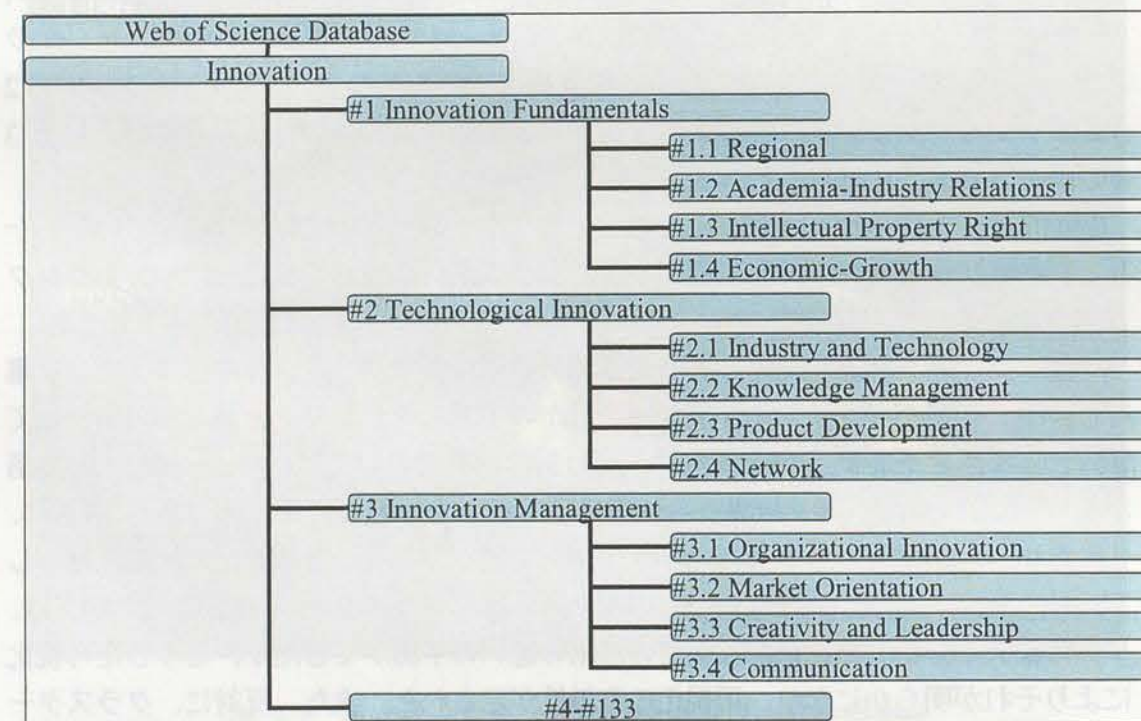 Web of Science Database
Innovation
#1 Innovation Fundamentals
#1.1 Regional
#1.2 Academia-Industry Relations t
#1.3 Intellectual Property Right
#1.4 Economic-Growth
#2 Technological Innovation
#2.1 Industry and Technology
#2.2 Knowledge Management
#2.3 Product Development
#2.4 Network
#3 Innovation Management
#3.1 Organizational Innovation
#3.2 Market Orientation
#3.3 Creativity and Leadership
#3.4 Communication
#4-#133